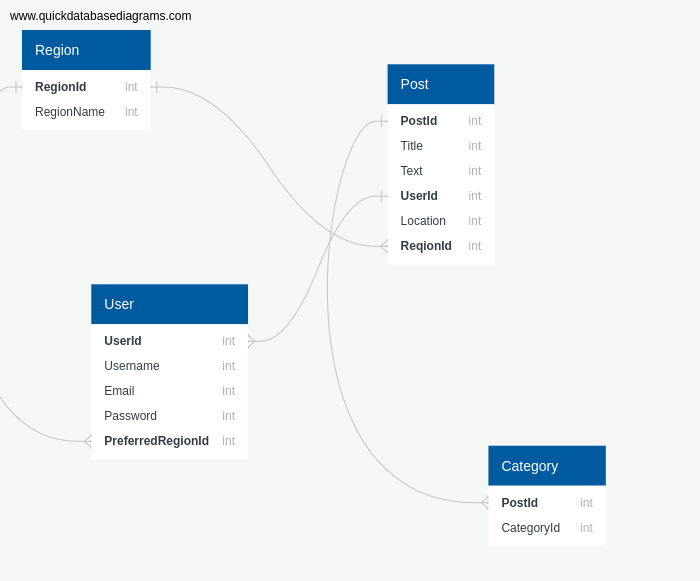 www.quickdatabasediagrams.com
Region
RegionId int
RegionName int
Post
PostId int
Title int
Text int
UserId int
Location int
ReqionId int
User
UserId int
Username int
Email int
Password int
PreferredRegionId int
Category
PostId int
CategoryId int